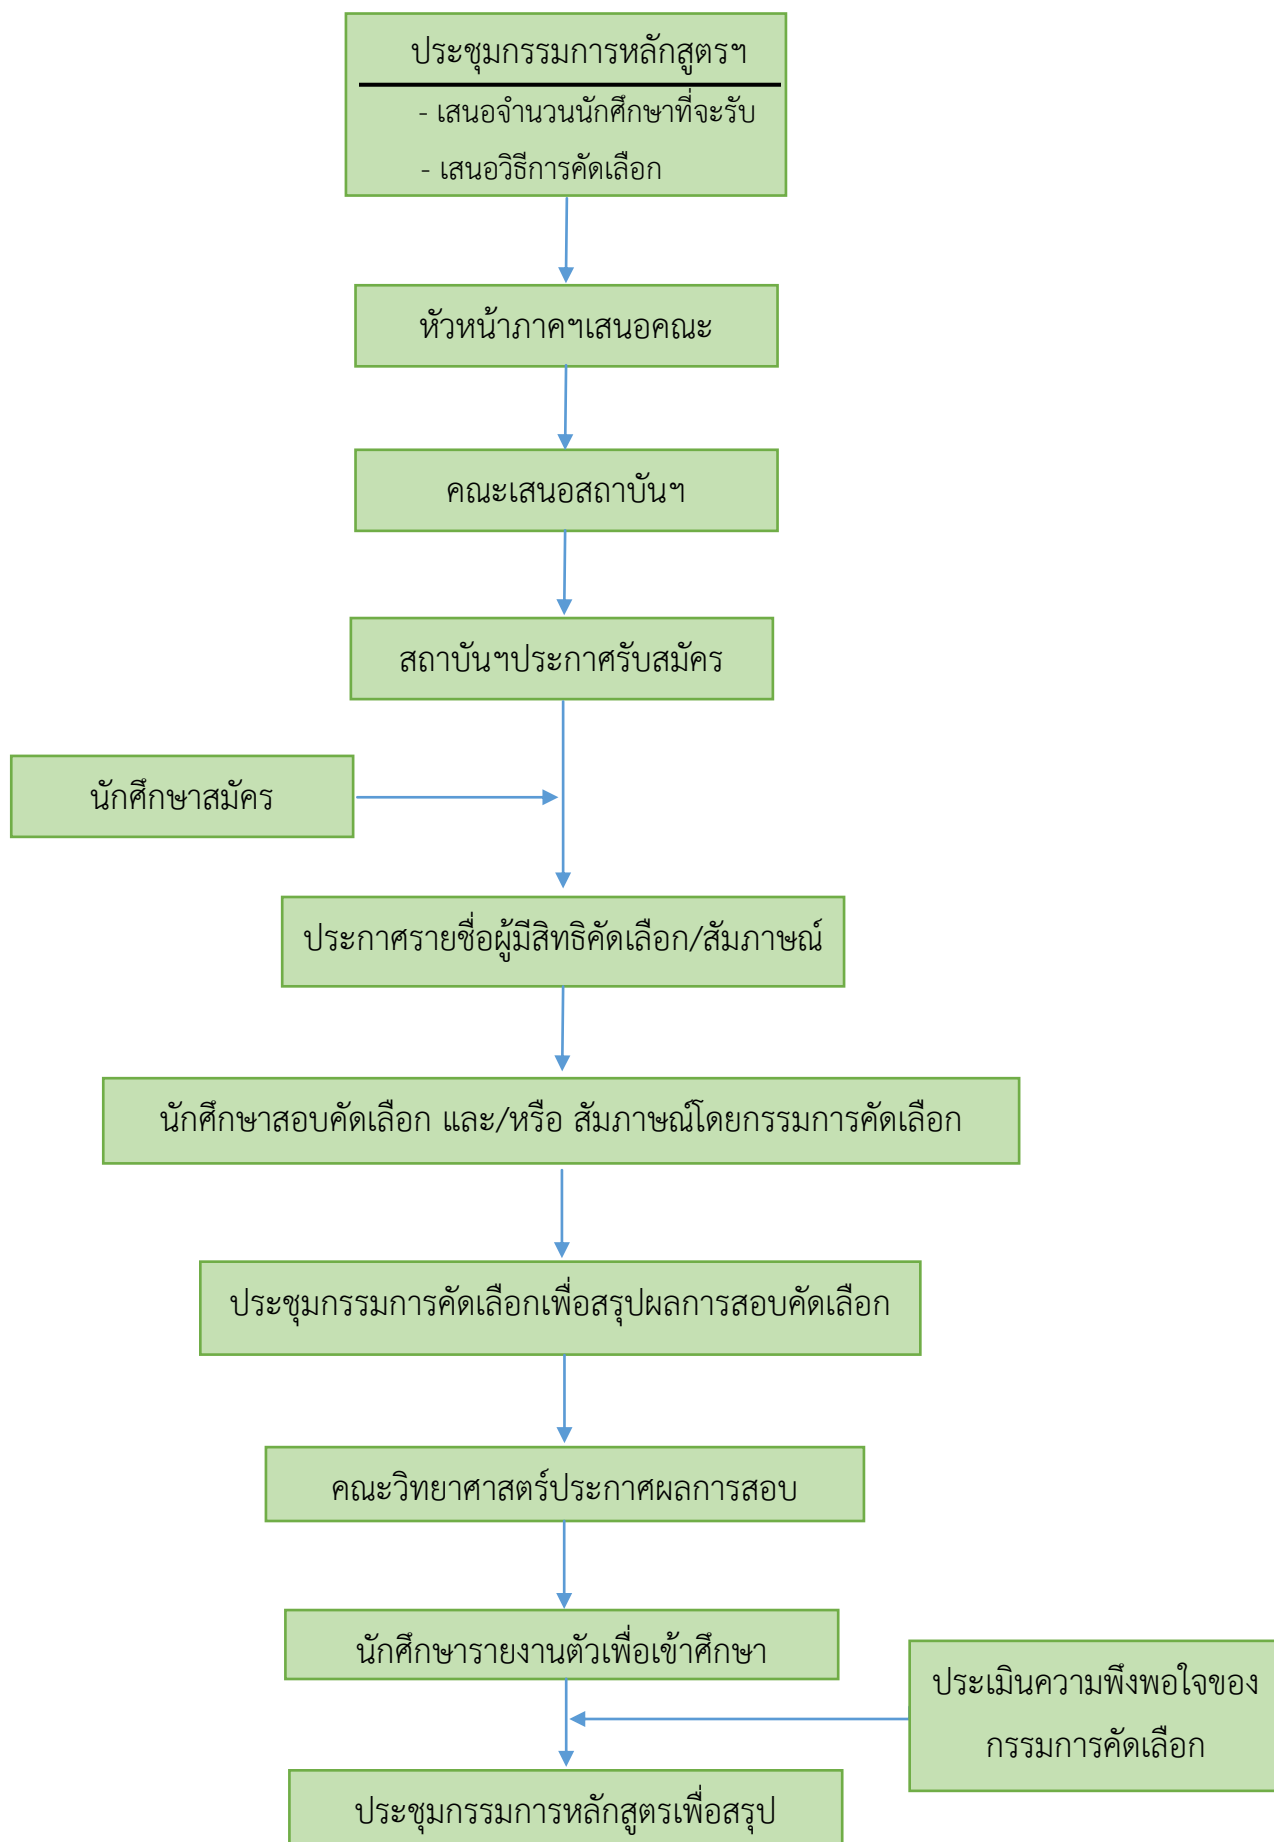 ประชุมกรรมการหลักสูตรฯ
- เสนอจำนวนนักศึกษาที่จะรับ
- เสนอวิธีการคัดเลือก
หัวหน้าภาคฯเสนอคณะ
คณะเสนอสถาบันฯ
สถาบันฯประกาศรับสมัคร
นักศึกษาสมัคร
ประกาศรายชื่อผู้มีสิทธิคัดเลือก/สัมภาษณ์
นักศึกษาสอบคัดเลือก และ/หรือ สัมภาษณ์โดยกรรมการคัดเลือก
ประชุมกรรมการคัดเลือกเพื่อสรุปผลการสอบคัดเลือก
คณะวิทยาศาสตร์ประกาศผลการสอบ
นักศึกษารายงานตัวเพื่อเข้าศึกษา
ประเมินความพึงพอใจของ
กรรมการคัดเลือก
ประชุมกรรมการหลักสูตรเพื่อสรุป